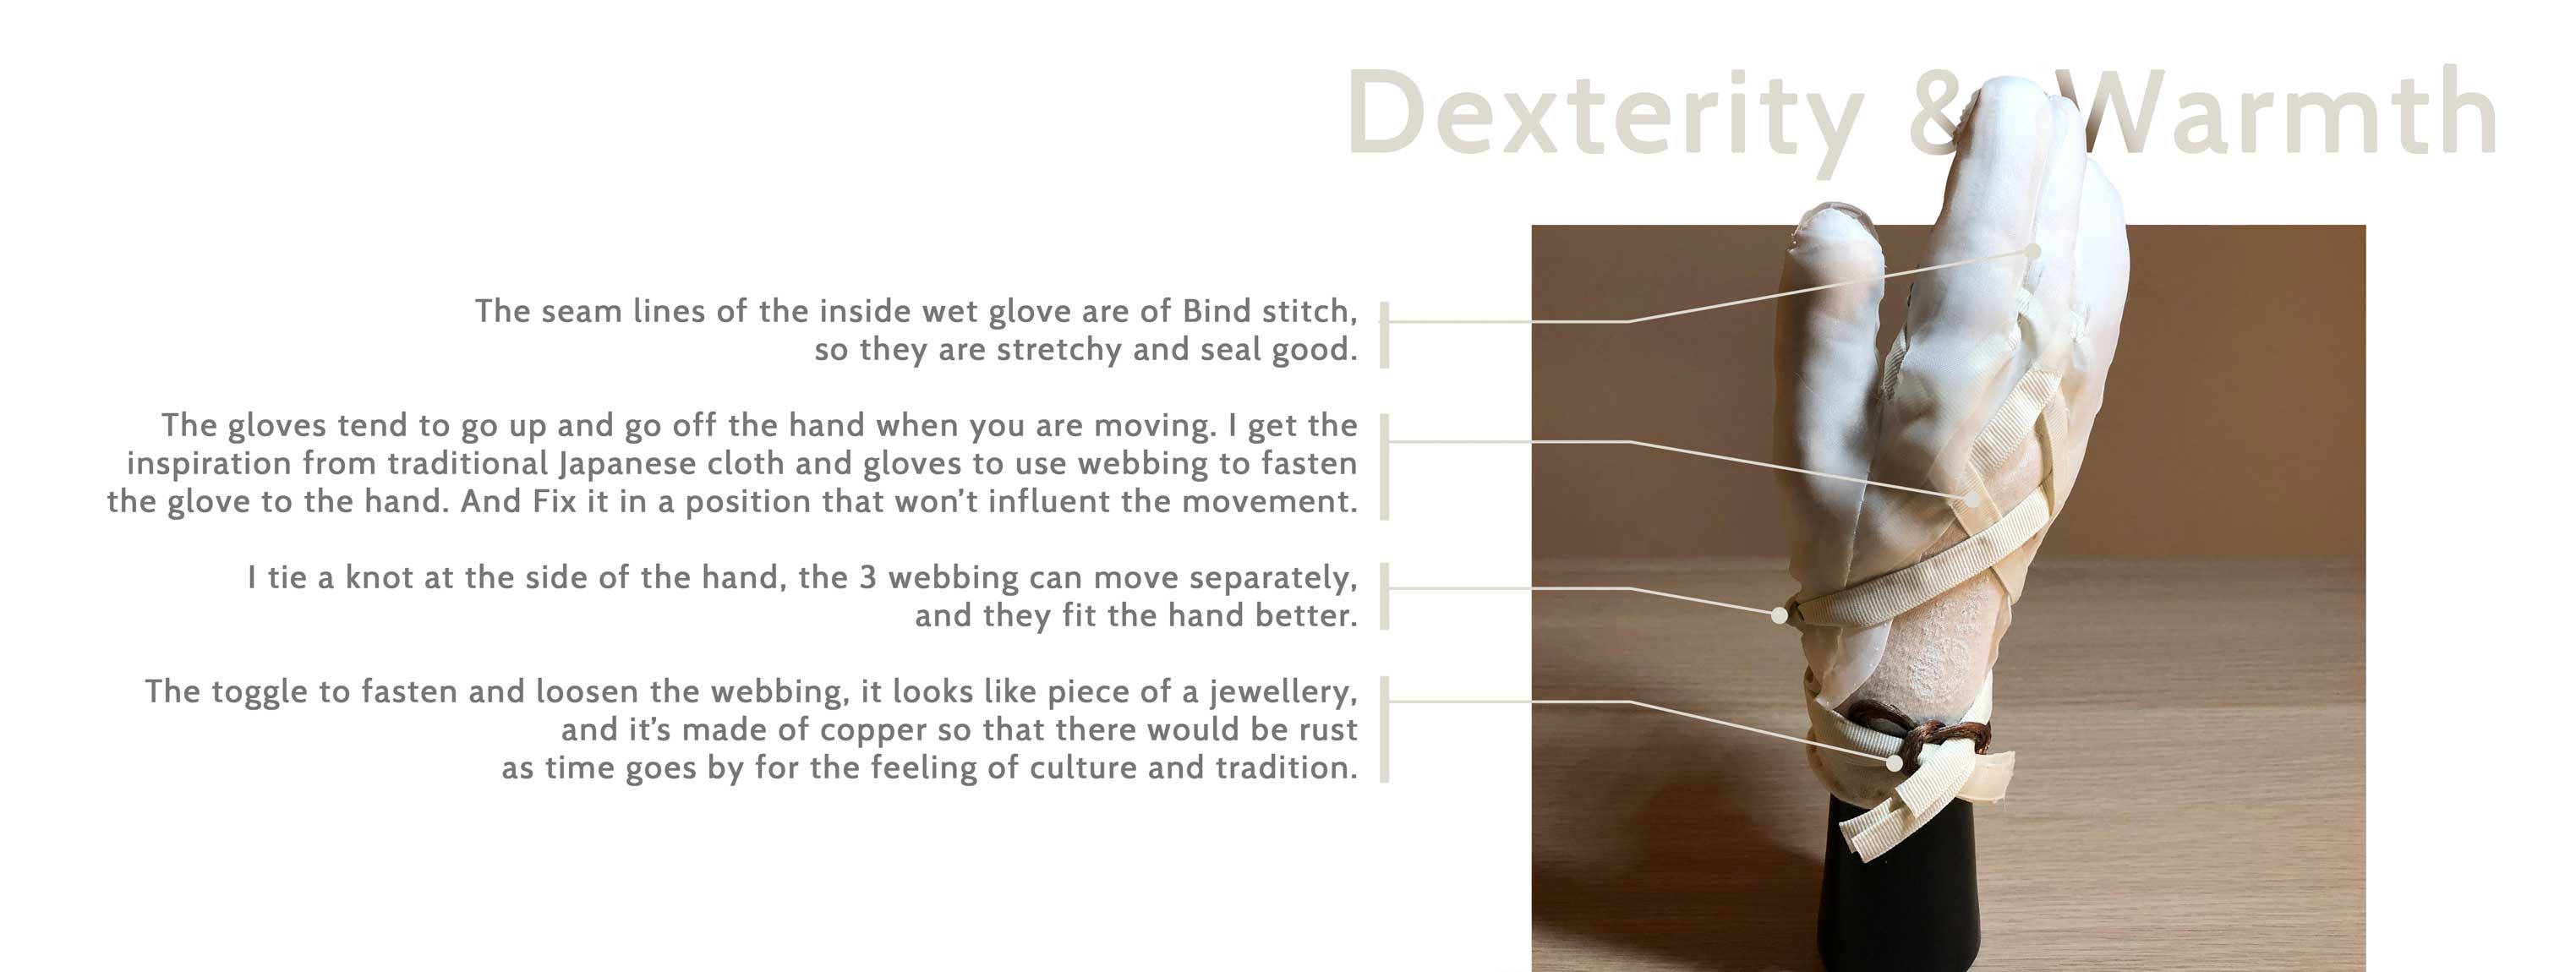 Dexterity & Warmth
The seam lines of the inside wet glove are of Bind stitch,
so they are stretchy and seal good.
The gloves tend to go up and go off the hand when you are moving. I get the
inspiration from traditional Japanese cloth and gloves to use webbing to fasten
the glove to the hand. And Fix it in a position that won’t influent the movement.
I tie a knot at the side of the hand, the 3 webbing can move separately,
and they fit the hand better.
The toggle to fasten and loosen the webbing, it looks like piece of a jewellery,
and it’s made of copper so that there would be rust
as time goes by for the feeling of culture and tradition.